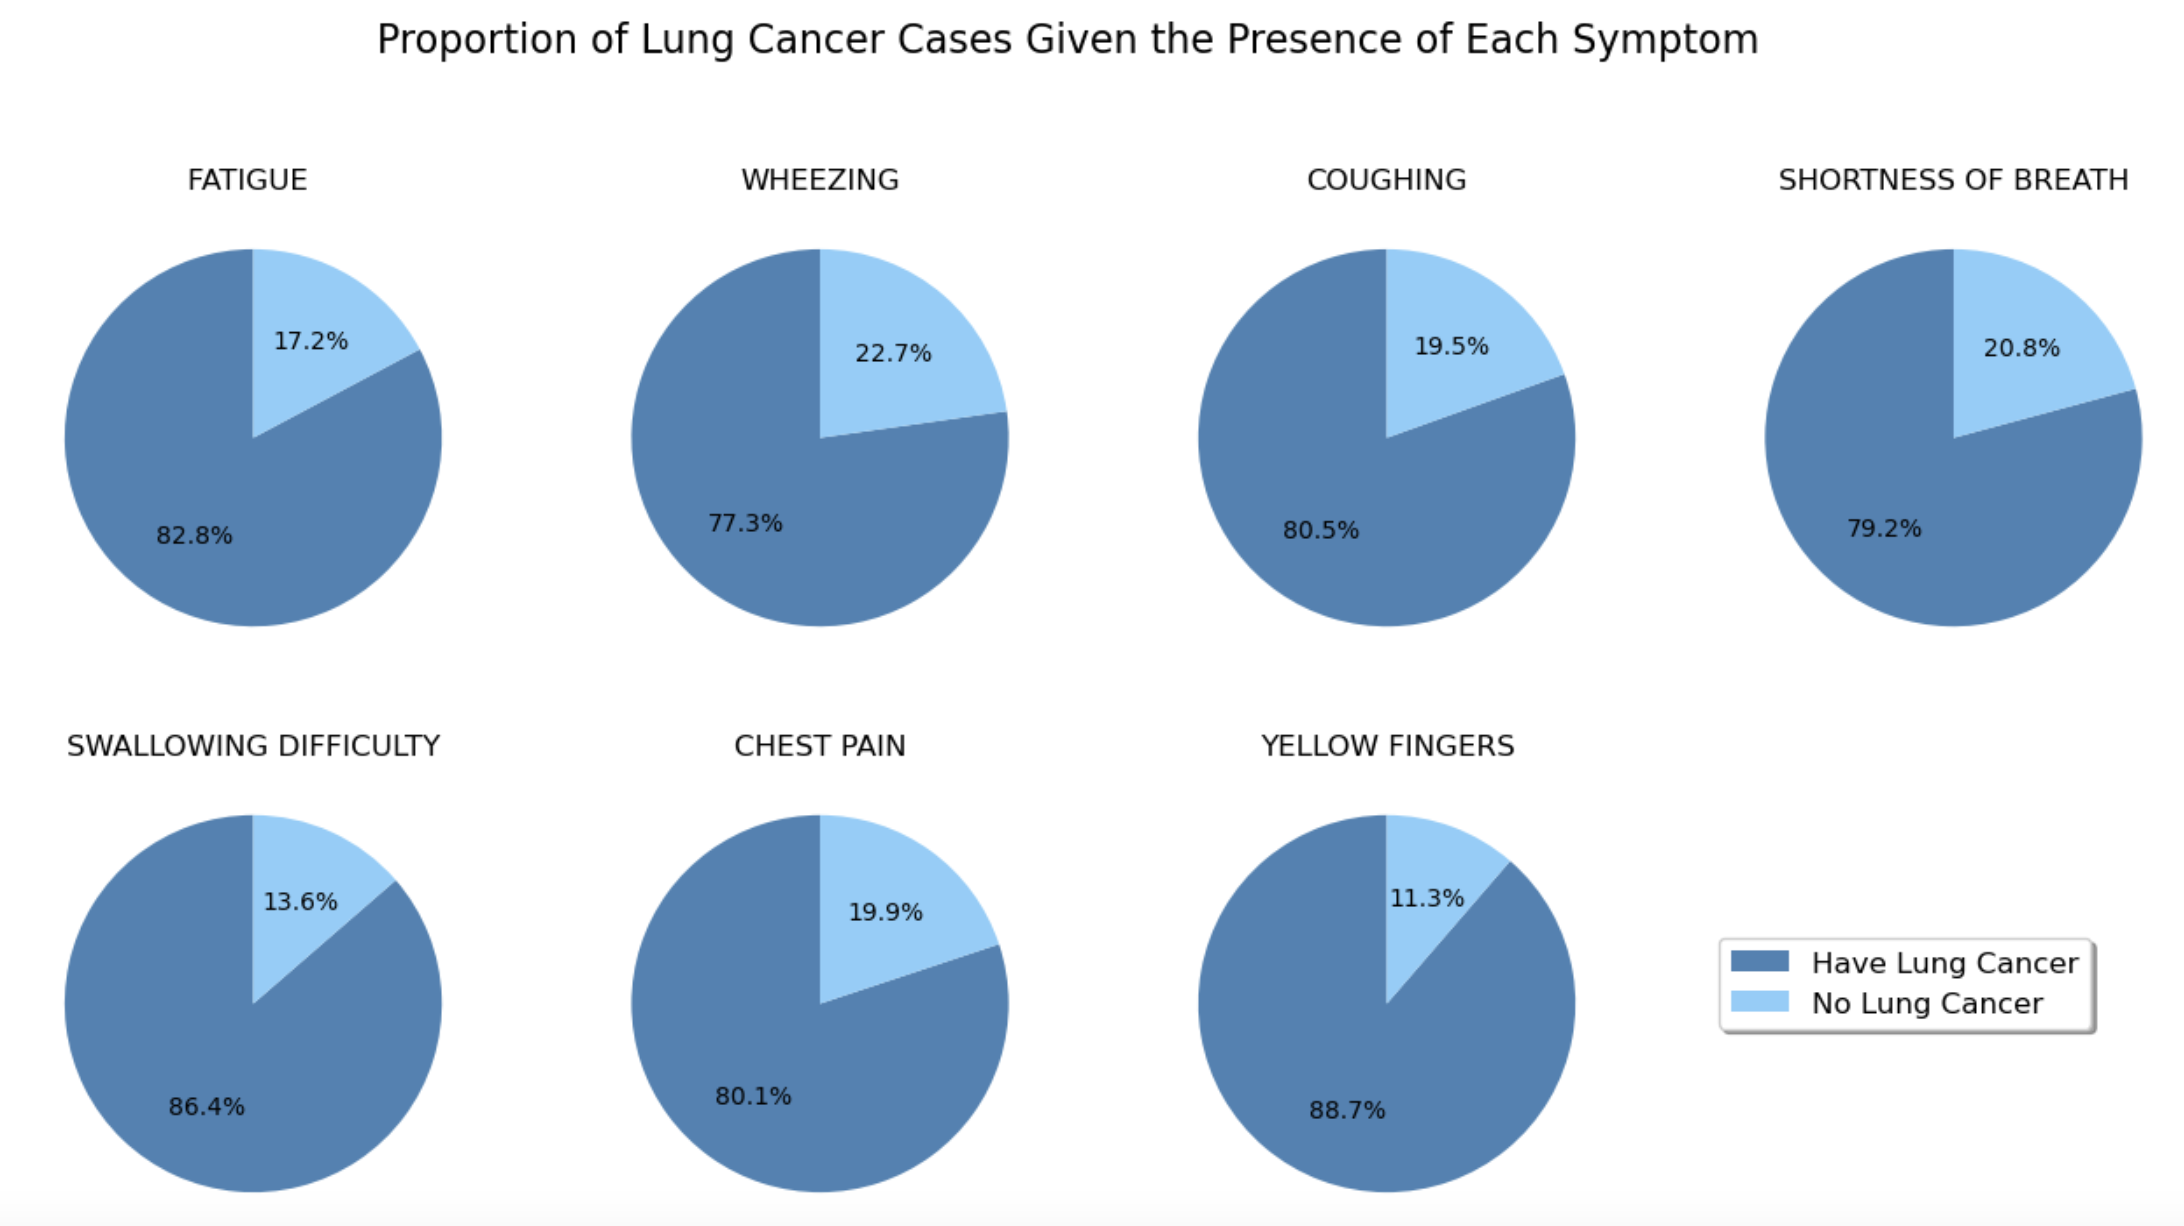 Proportion of Lung Cancer Cases Given the Presence of Each Symptom
FATIGUE
17.2%
82.8%
WHEEZING
22.7%
77.3%
COUGHING
19.5%
80.5%
SHORTNESS OF BREATH
20.8%
79.2%
SWALLOWING DIFFICULTY
13.6%
86.4%
CHEST PAIN
19.9%
80.1%
YELLOW FINGERS
11.3%
88.7%
Have Lung Cancer
No Lung Cancer